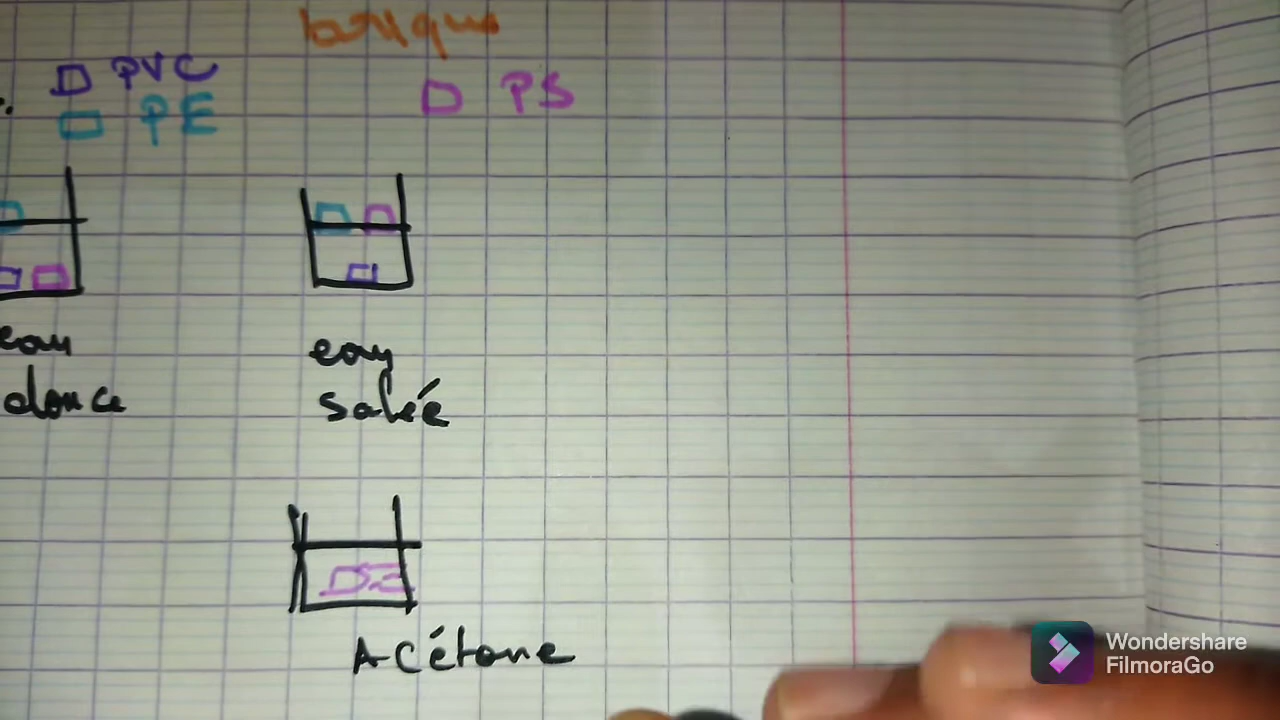 PVC
PE
PS
eau
douce
eau
salée
Acétone
Wondershare
FilmoraGo